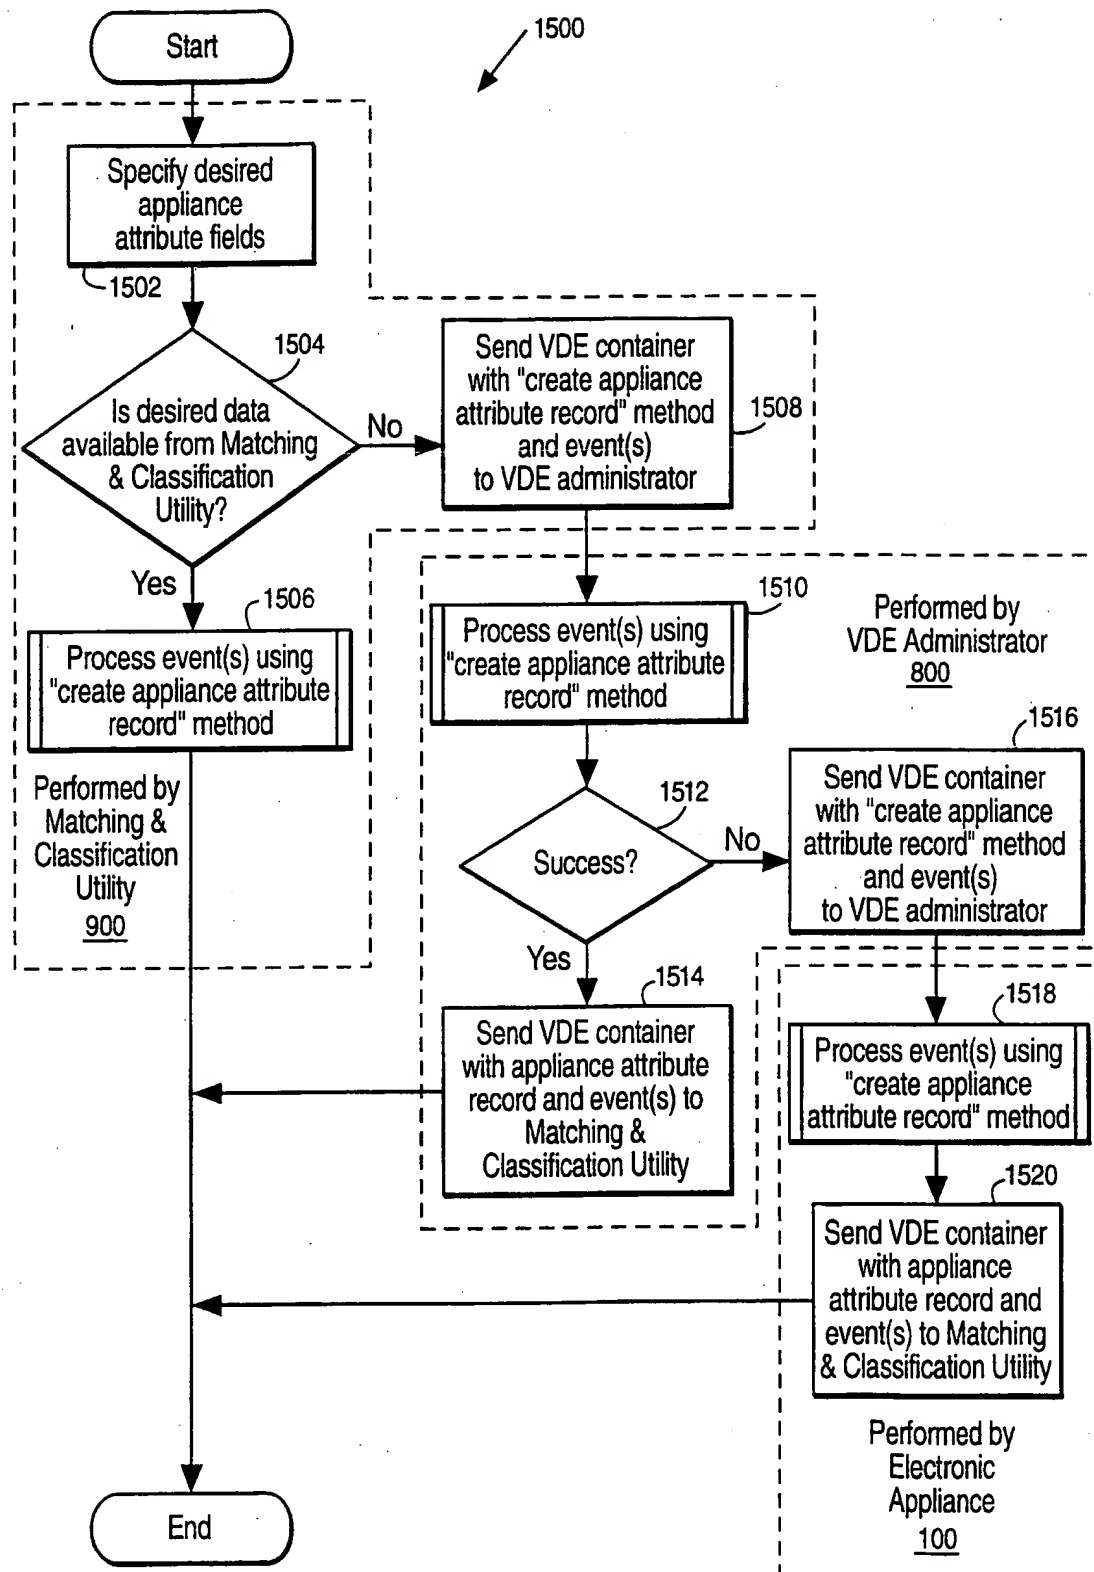 Start
1500
Specify desired
appliance
attribute fields
1502
1504
Is desired data
available from Matching
& Classification
Utility?
No
Yes
Send VDE container
with "create appliance
attribute record" method
and event(s)
to VDE administrator
1508
1506
Process event(s) using
"create appliance attribute
record" method
Performed by
Matching &
Classification
Utility
900
1510
Process event(s) using
"create appliance attribute
record" method
Performed by
VDE Administrator
800
1512
Success?
No
Yes
1516
Send VDE container
with "create appliance
attribute record" method
and event(s)
to VDE administrator
1514
Send VDE container
with appliance attribute
record and event(s) to
Matching &
Classification Utility
1518
Process event(s) using
"create appliance
attribute record" method
1520
Send VDE container
with appliance
attribute record and
event(s) to Matching
& Classification Utility
Performed by
Electronic
Appliance
100
End